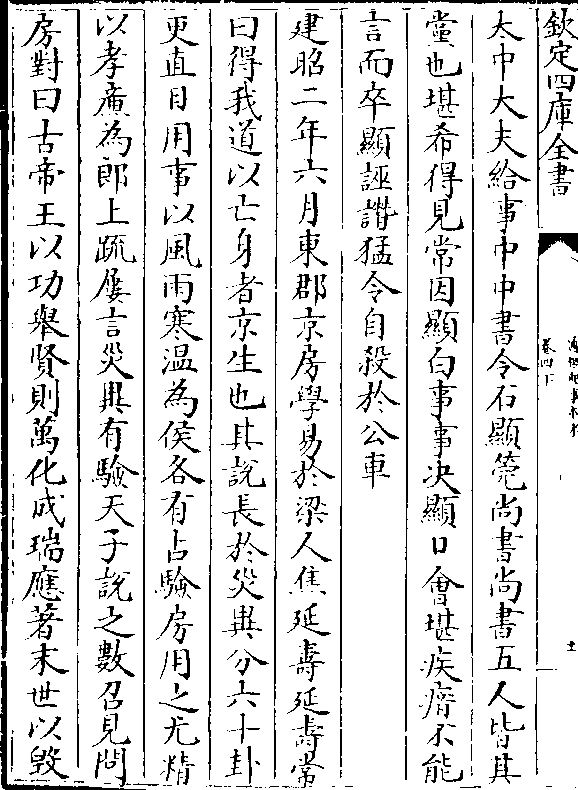 欽定四庫全書
卷四下
太中大夫給事中中書令石顯筦尚書尚書五人皆其
黨也堪希得見常因顯白事事決顯口會堪疾瘖不能
言而卒顯誣譖猛令自殺於公車
建昭二年六月東郡京房學易於梁人焦延壽延壽常
曰得我道以亡身者京生也其說長於災異分六十卦
更直日用事以風雨寒溫為侯各有占驗房用之尤精
以孝廉為郎上疏屢言災異有驗天子說之數召見問
房對曰古帝王以功舉賢則萬化成瑞應著末世以毀